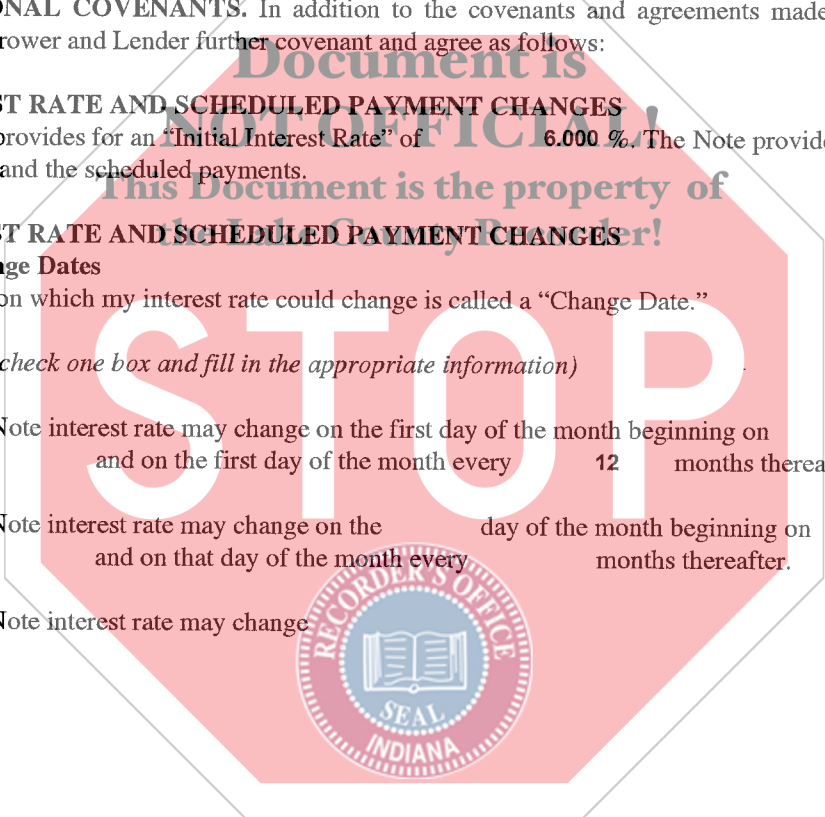 ONAL COVENANTS. In addition to the covenants and agreements made
rower and Lender further covenant and agree as follows:
Document is
ST RATE AND SCHEDULED PAYMENT CHANGES
NOT OFFICIAL!
provides for an “Initial Interest Rate” of 6.000 %. The Note provide
and the scheduled payments.
This Document is the property of
the Lake County Recorder!
ST RATE AND SCHEDULED PAYMENT CHANGES
nge Dates
on which my interest rate could change is called a “Change Date.”
STOP
check one box and fill in the appropriate information)
Note interest rate may change on the first day of the month beginning on
and on the first day of the month every 12 months therea
Note interest rate may change on the day of the month beginning on
and on that day of the month every months thereafter.
Note interest rate may change
RECORDER'S OFFICE
SEAL
INDIANA